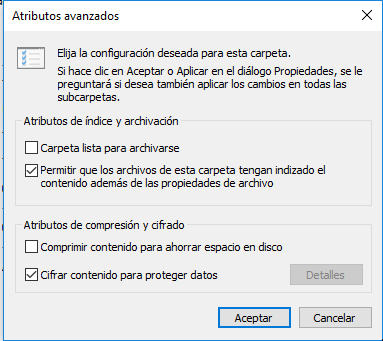 Atributos avanzados
Elija la configuración deseada para esta carpeta.
Si hace clic en Aceptar o Aplicar en el diálogo Propiedades, se le
preguntará si desea también aplicar los cambios en todas las
subcarpetas.
Atributos de índice y archivación
Carpeta lista para archivarse
Permitir que los archivos de esta carpeta tengan indizado el
contenido además de las propiedades de archivo
Atributos de compresión y cifrado
Comprimir contenido para ahorrar espacio en disco
Cifrar contenido para proteger datos
Detalles
Aceptar
Cancelar